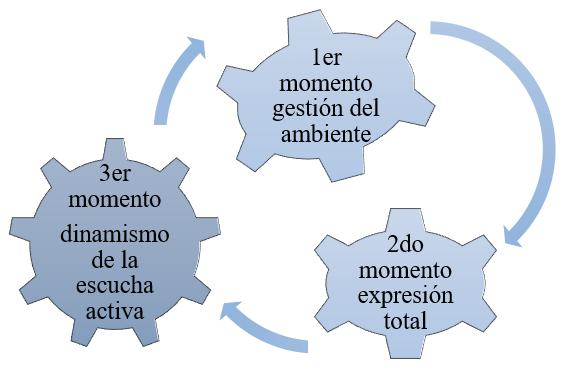 1er
momento
gestión del
ambiente
2do
momento
expresión
total
3er
momento
dinamismo
de la
escucha
activa